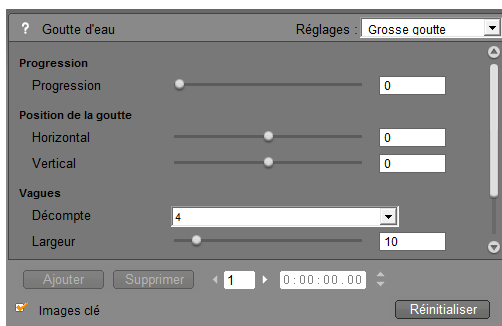 ? Goutte d'eau Réglages : Grosse goutte
Progression
Progression 0
Position de la goutte
Horizontal 0
Vertical 0
Vagues
Décompte 4
Largeur 10
Ajouter Supprimer 1 0:00:00.00
Images clé Réinitialiser